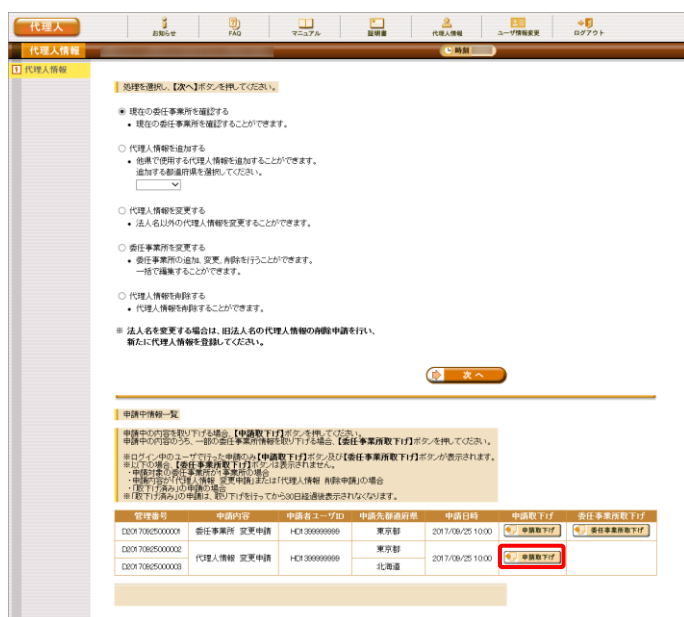 代理人
お知らせ
FAQ
マニュアル
証明書
代理人情報
ユーザ情報変更
ログアウト
代理人情報
時刻
1 代理人情報
処理を選択し、【次へ】ボタンを押してください。
現在の委任事業所を確認する
• 現在の委任事業所を確認することができます。
代理人情報を追加する
• 他県で使用する代理人情報を追加することができます。
追加する都道府県を選択してください。
代理人情報を変更する
• 法人名以外の代理人情報を変更することができます。
委任事業所を変更する
• 委任事業所の追加、変更、削除を行うことができます。
一括で編集することができます。
代理人情報を削除する
• 代理人情報を削除することができます。
※ 法人名を変更する場合は、旧法人名の代理人情報の削除申請を行い、
新たに代理人情報を登録してください。
次 へ
申請中情報一覧
申請中の内容を取り下げる場合、【申請取下げ】ボタンを押してください。
申請中の内容のうち、一部の委任事業所情報を取り下げる場合、【委任事業所取下げ】ボタンを押してください。
※ログイン中のユーザで行った申請のみ【申請取下げ】ボタン及び【委任事業所取下げ】ボタンが表示されます。
※以下の場合、【委任事業所取下げ】ボタンは表示されません。
・申請対象の委任事業所が1事業所の場合
・申請内容が「代理人情報 変更申請」または「代理人情報 削除申請」の場合
・「取下げ済み」の申請の場合
※「取下げ済み」の申請は、取り下げを行ってから30日経過後表示されなくなります。
管理番号 申請内容 申請者ユーザID 申請先都道府県 申請日時 申請取下げ 委任事業所取下げ
D20170825000001 委任事業所 変更申請 HD1399999999 東京都 2017/09/25 10:00 申請取下げ 委任事業所取下げ
D20170825000002 代理人情報 変更申請 HD1399999999 東京都 2017/09/25 10:00 申請取下げ
D20170825000003 北海道